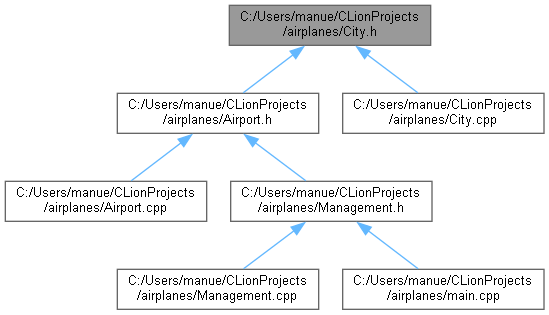 C:/Users/manue/CLionProjects
/airplanes/City.h
C:/Users/manue/CLionProjects
/airplanes/Airport.h
C:/Users/manue/CLionProjects
/airplanes/City.cpp
C:/Users/manue/CLionProjects
/airplanes/Airport.cpp
C:/Users/manue/CLionProjects
/airplanes/Management.h
C:/Users/manue/CLionProjects
/airplanes/Management.cpp
C:/Users/manue/CLionProjects
/airplanes/main.cpp